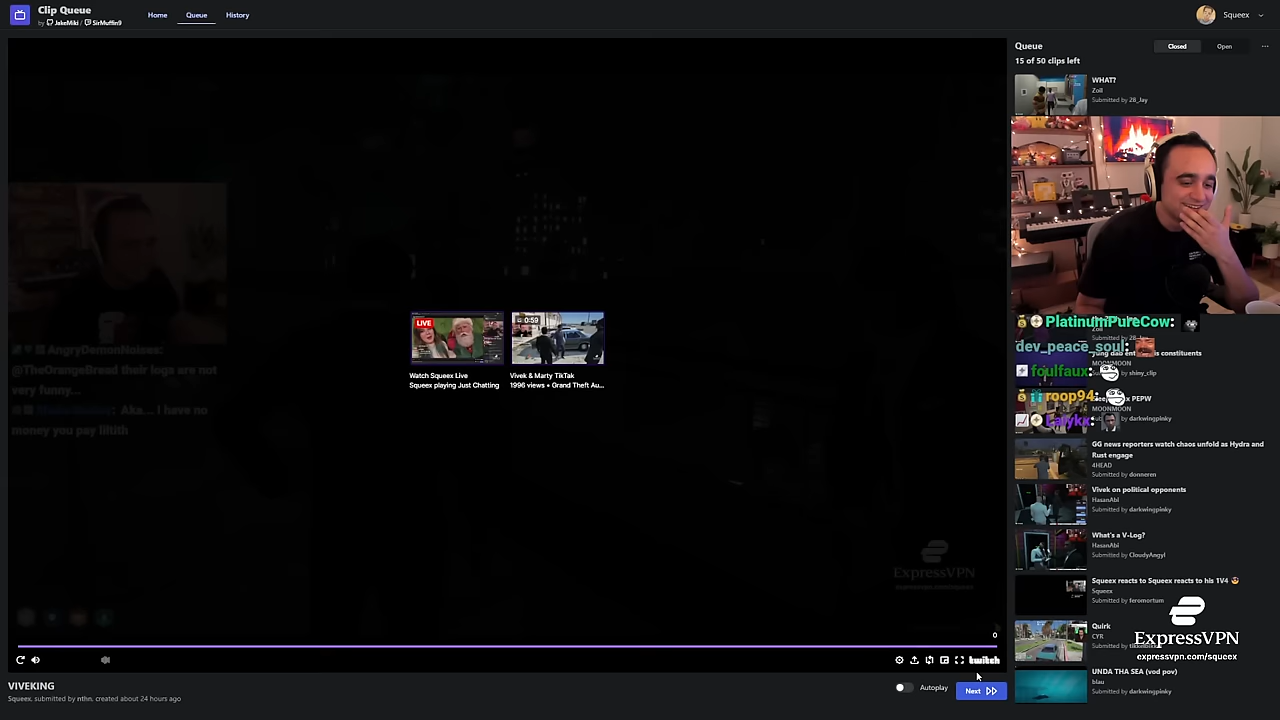 Clip Queue
by JakeMiki / SirMuffin9
Home
Queue
History
Squeex
Queue
Closed
Open
15 of 50 clips left
WHAT?
Zoil
Submitted by 28_Jay
PlatinumPureCow:
dev_peace_soul:
constituents
foulfaux:
shiny_clip
roop94:
PEPW
MOONMOON
Lalykx:
darkwingpinky
GG news reporters watch chaos unfold as Hydra and
Rust engage
4HEAD
Submitted by donneren
Vivek on political opponents
HasanAbi
Submitted by darkwingpinky
What's a V-Log?
HasanAbi
Submitted by CloudyAngyl
Squeex reacts to Squeex reacts to his 1V4
Squeex
Submitted by feromortum
Quirk
CYR
ExpressVPN
expressvpn.com/squeex
UNDA THA SEA (vod pov)
blau
Submitted by darkwingpinky
AngryDemonNoises:
@TheOrangeBread their logs are not
very funny...
Aka... I have no
money you pay lilith
LIVE
0:59
Watch Squeex Live
Squeex playing Just Chatting
Vivek & Marty TikTak
1996 views • Grand Theft Au...
ExpressVPN
0
twitch
VIVEKING
Squeex, submitted by nthn, created about 24 hours ago
Autoplay
Next